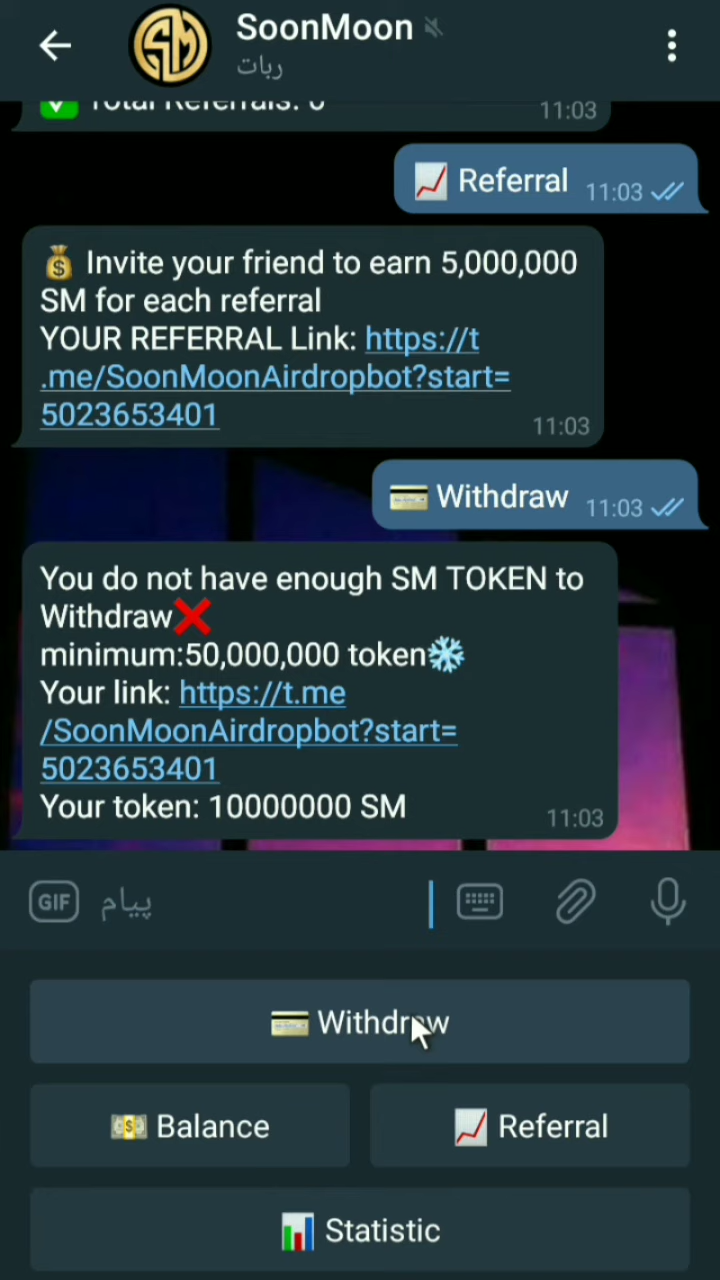 SoonMoon
ربات
Total Referrals: 0
11:03
Referral 11:03
Invite your friend to earn 5,000,000
SM for each referral
YOUR REFERRAL Link: https://t
.me/SoonMoonAirdropbot?start=
5023653401
11:03
Withdraw 11:03
You do not have enough SM TOKEN to
Withdraw❌
minimum:50,000,000 token❄
Your link: https://t.me
/SoonMoonAirdropbot?start=
5023653401
Your token: 10000000 SM
11:03
GIF پیام
Withdraw
Balance
Referral
Statistic